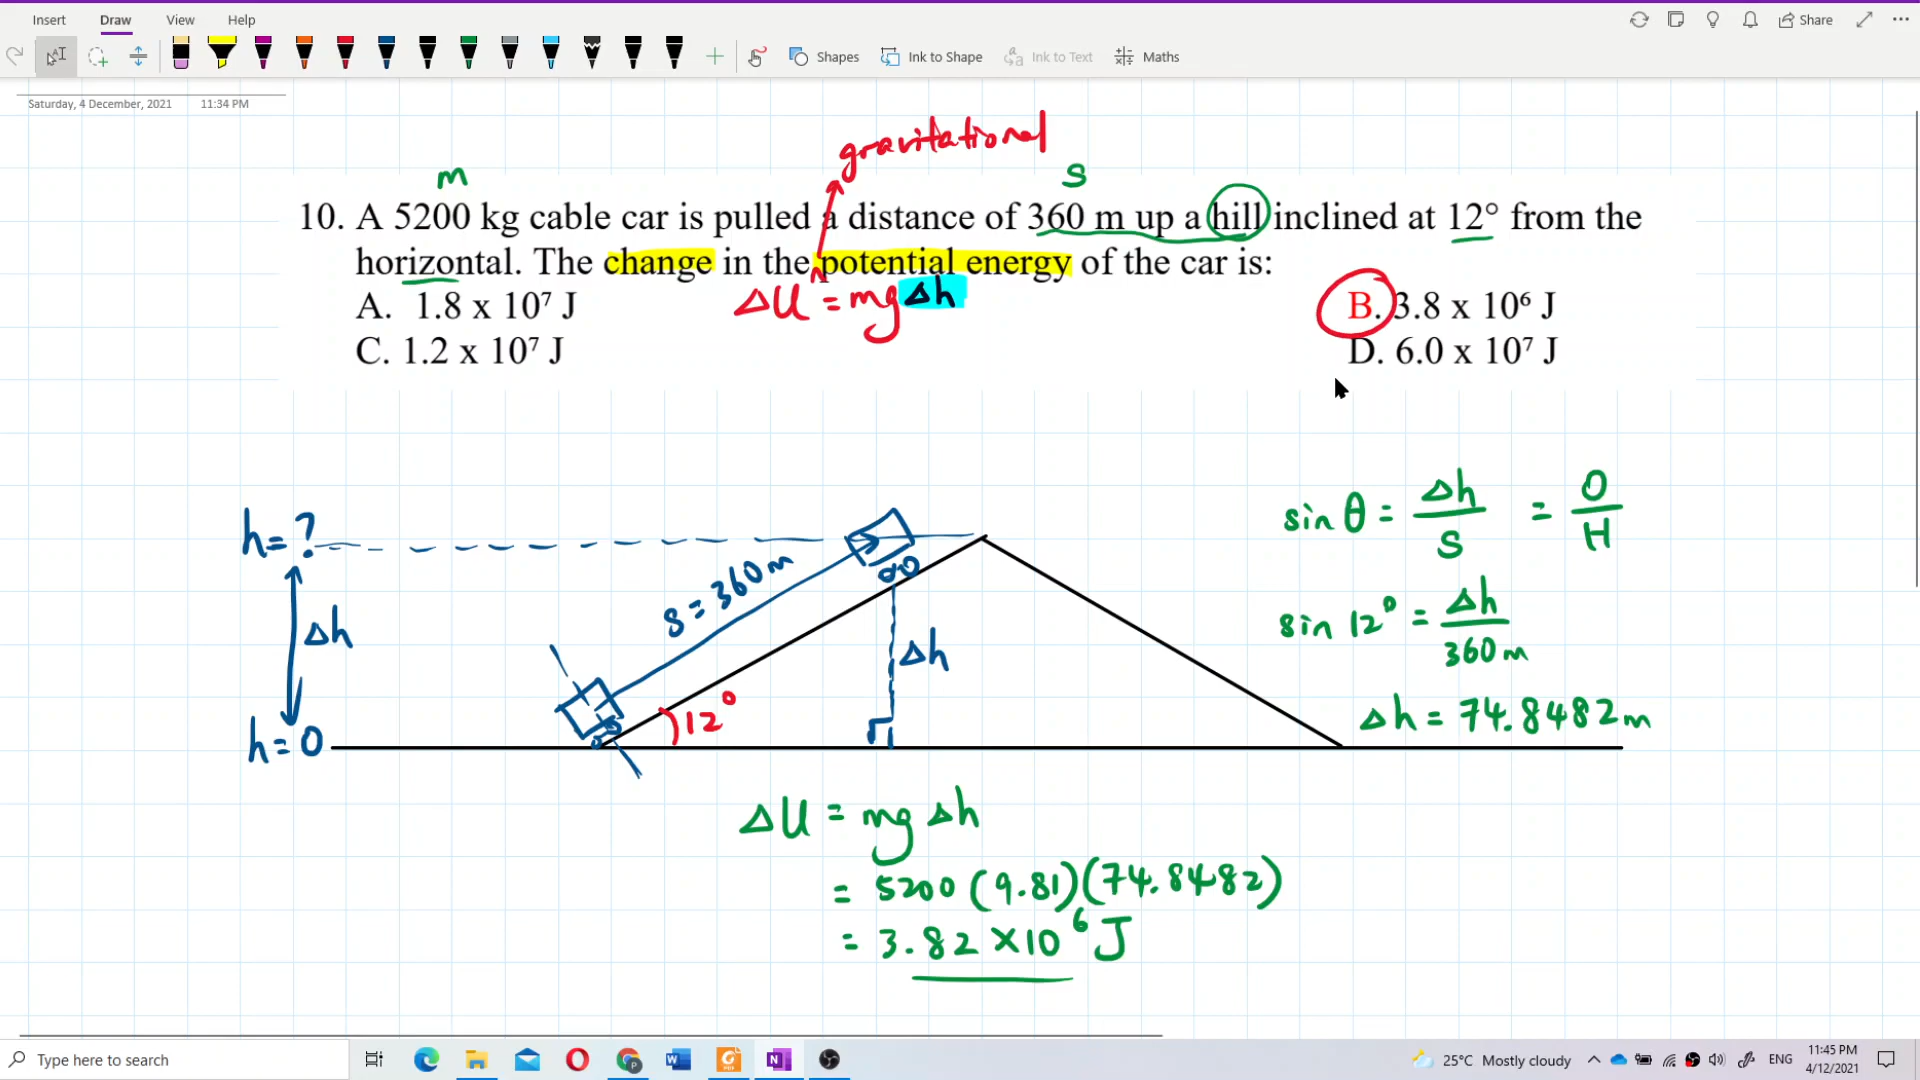 Insert Draw View Help
Share
Shapes Ink to Shape Ink to Text Maths
Saturday, 4 December, 2021 11:34 PM
gravitational
m
s
10. A 5200 kg cable car is pulled a distance of 360 m up a hill inclined at 12° from the
horizontal. The change in the potential energy of the car is:
ΔU = mgΔh
A. 1.8 x 10⁷ J
B. 3.8 x 10⁶ J
C. 1.2 x 10⁷ J
D. 6.0 x 10⁷ J
sin θ = Δh/s = O/H
h = ?
s = 360 m
sin 12° = Δh/360 m
Δh
Δh
12°
Δh = 74.8482 m
h = 0
ΔU = mgΔh
= 5200 (9.81)(74.8482)
= 3.82 × 10⁶ J
Type here to search
25°C Mostly cloudy
ENG
11:45 PM
4/12/2021